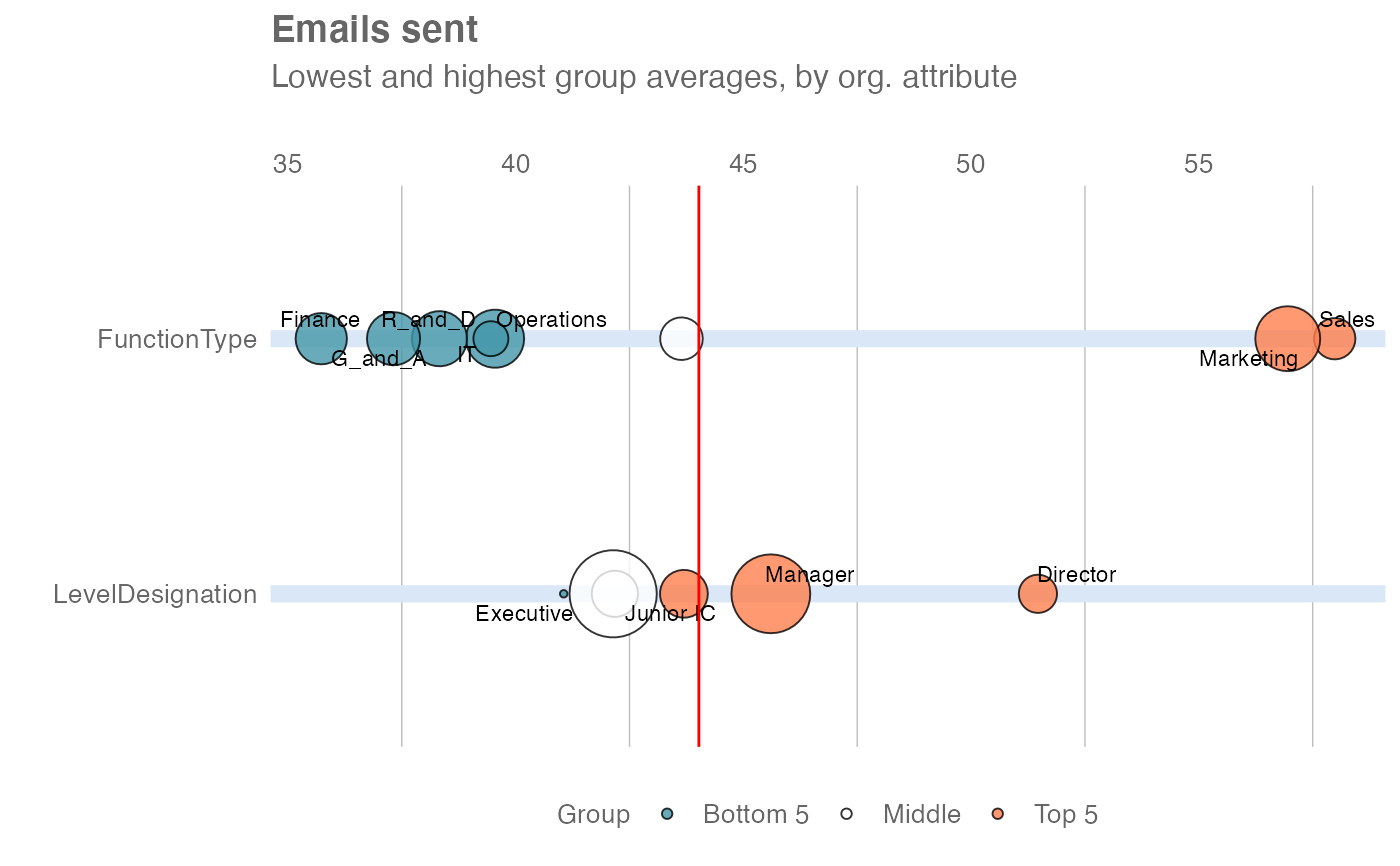 Emails sent
Lowest and highest group averages, by org. attribute
35 40 45 50 55
Finance R_and_D Operations Sales
FunctionType
G_and_A IT Marketing
Manager Director
LevelDesignation
Executive Junior IC
Group Bottom 5 Middle Top 5